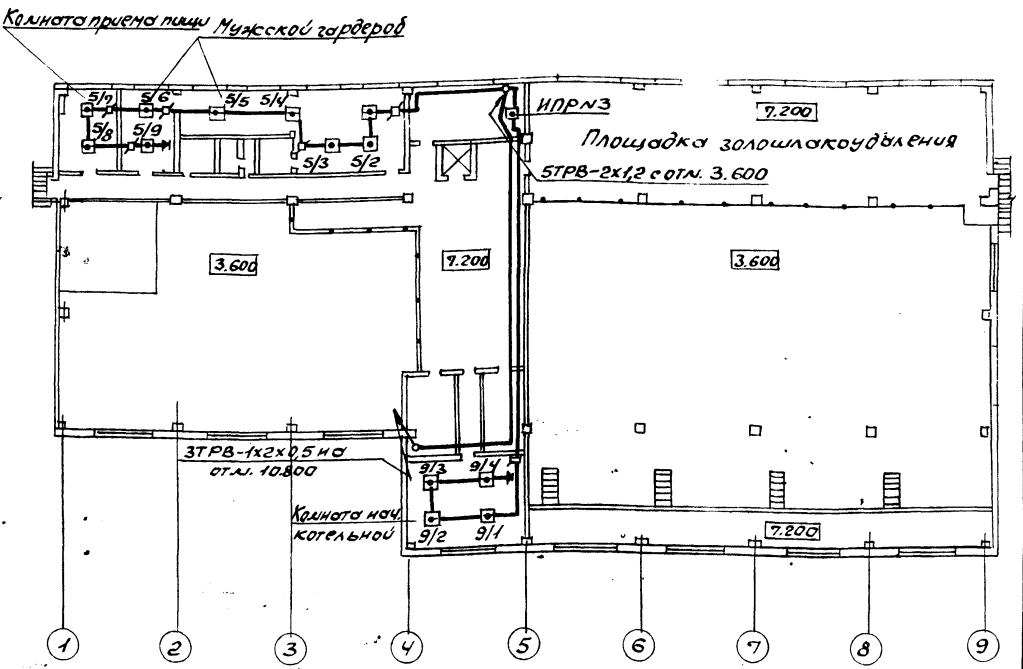 Комната приема пищи
Мужской гардероб
5/7
5/6
5/5
5/4
5/8
5/9
5/3
5/2
ИПР№3
7.200
Площадка золошлакоудаления
5ТРВ-2х1,2 с отм. 3.600
3.600
7.200
3.600
3ТРВ-1х2х0,5 на
отм. 10.800
9/3
9/4
Комната нач.
котельной
9/2
9/1
7.200
1
2
3
4
5
6
7
8
9